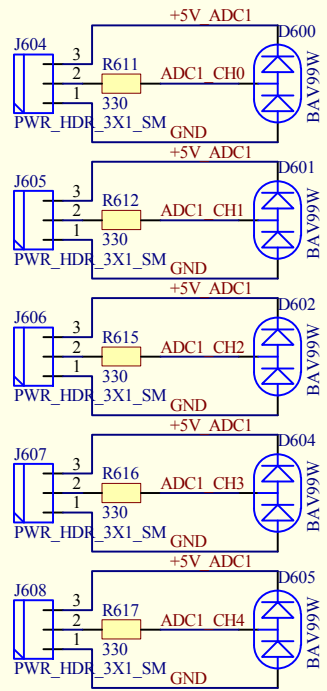 +5V_ADC1
D600
J604
3
R611
2
ADC1_CH0
1
330
PWR_HDR_3X1_SM
GND
BAV99W
+5V_ADC1
D601
J605
3
R612
2
ADC1_CH1
1
330
PWR_HDR_3X1_SM
GND
BAV99W
+5V_ADC1
D602
J606
3
R615
2
ADC1_CH2
1
330
PWR_HDR_3X1_SM
GND
BAV99W
+5V_ADC1
D604
J607
3
R616
2
ADC1_CH3
1
330
PWR_HDR_3X1_SM
GND
BAV99W
+5V_ADC1
D605
J608
3
R617
2
ADC1_CH4
1
330
PWR_HDR_3X1_SM
GND
BAV99W